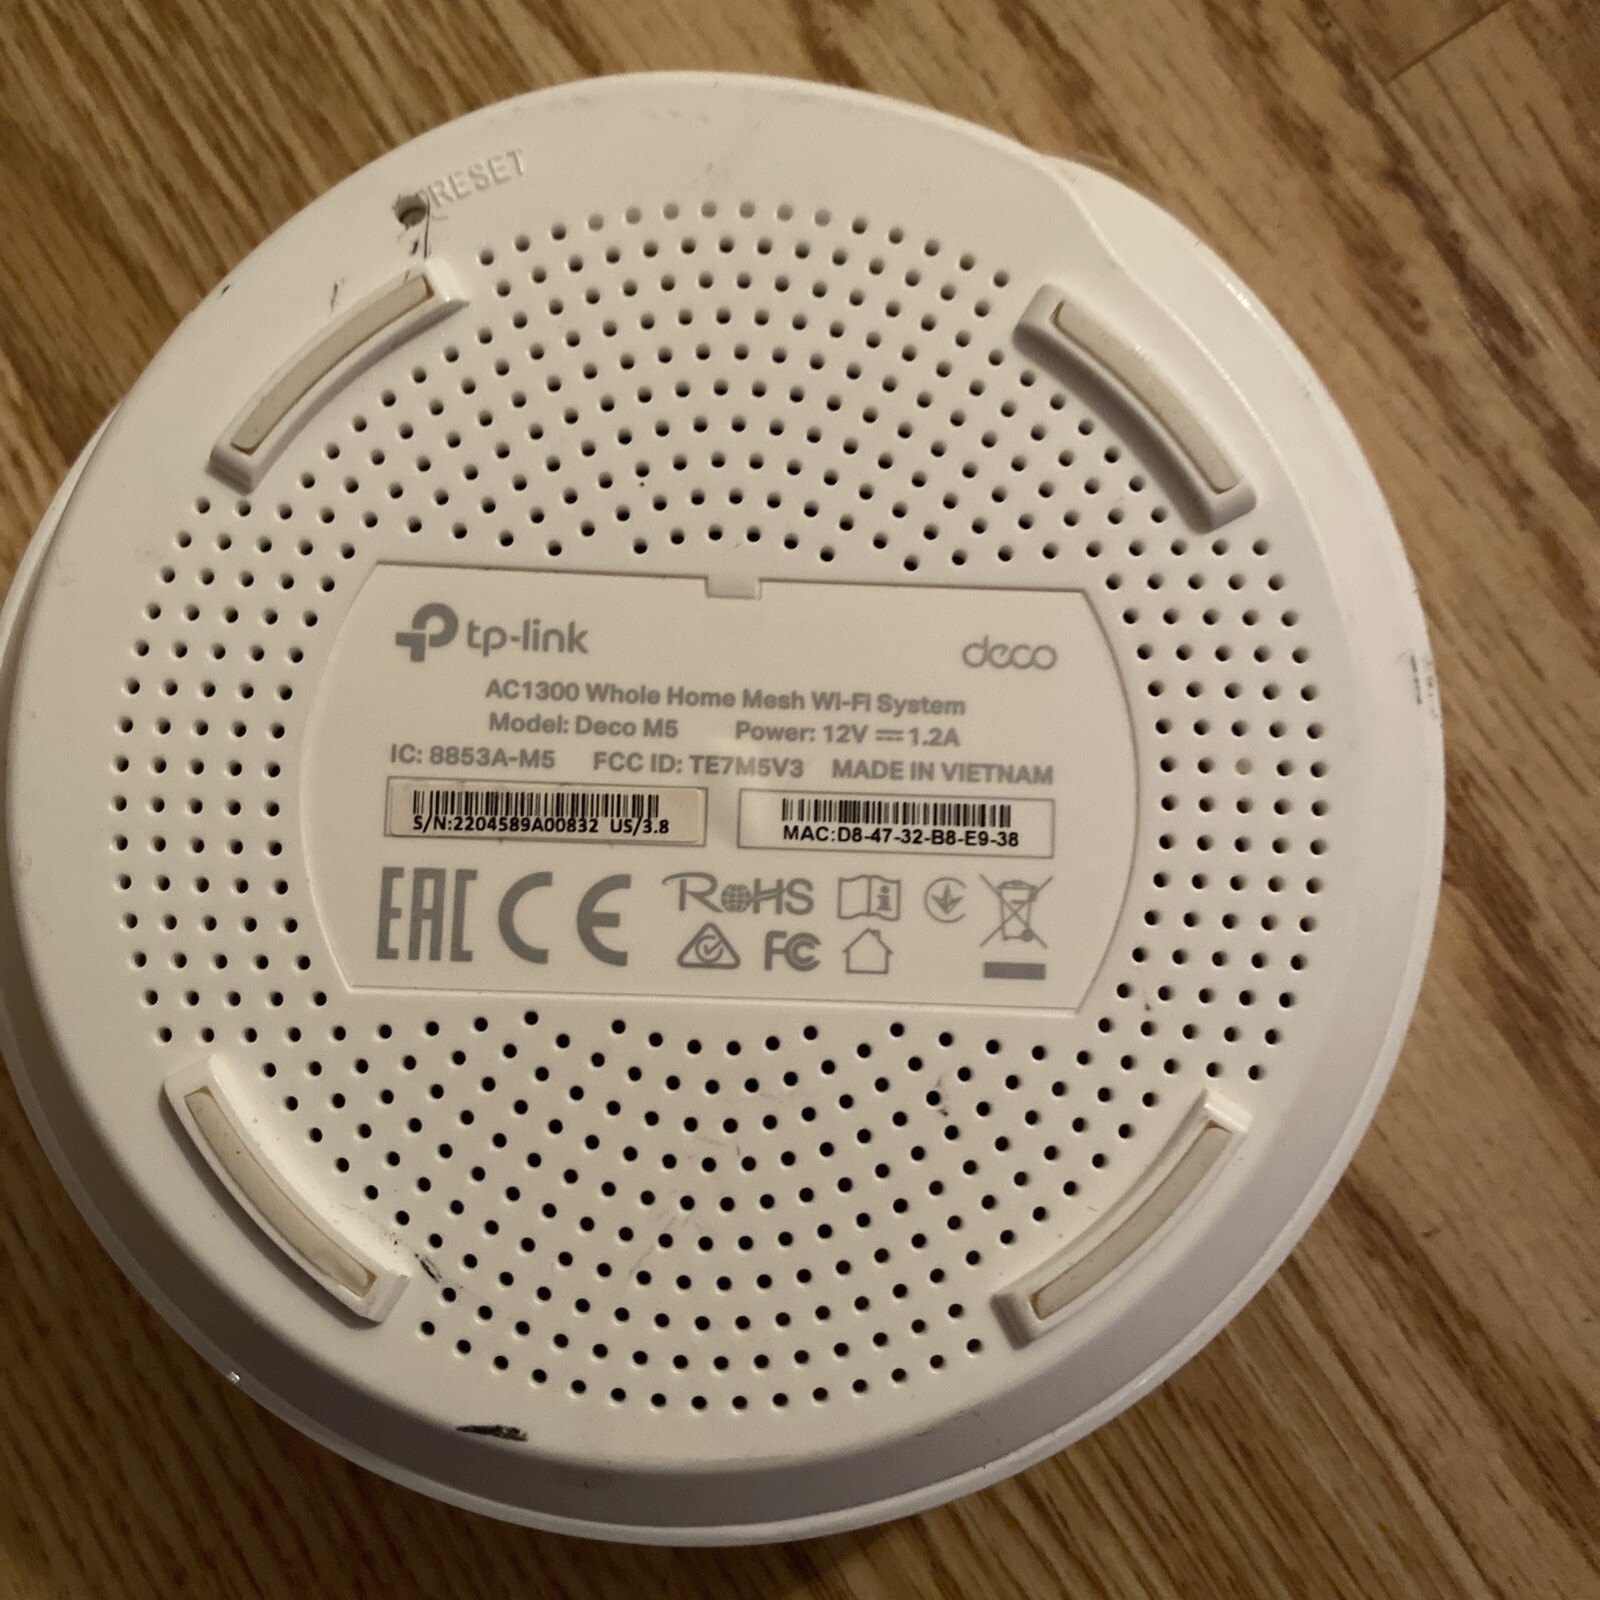 RESET
tp-link
deco
AC1300 Whole Home Mesh Wi-Fi System
Model: Deco M5 Power: 12V ⎓ 1.2A
IC: 8853A-M5 FCC ID: TE7M5V3 MADE IN VIETNAM
S/N:2204589A00832 US/3.8
MAC:D8-47-32-B8-E9-38
EAC CE RoHS
FC